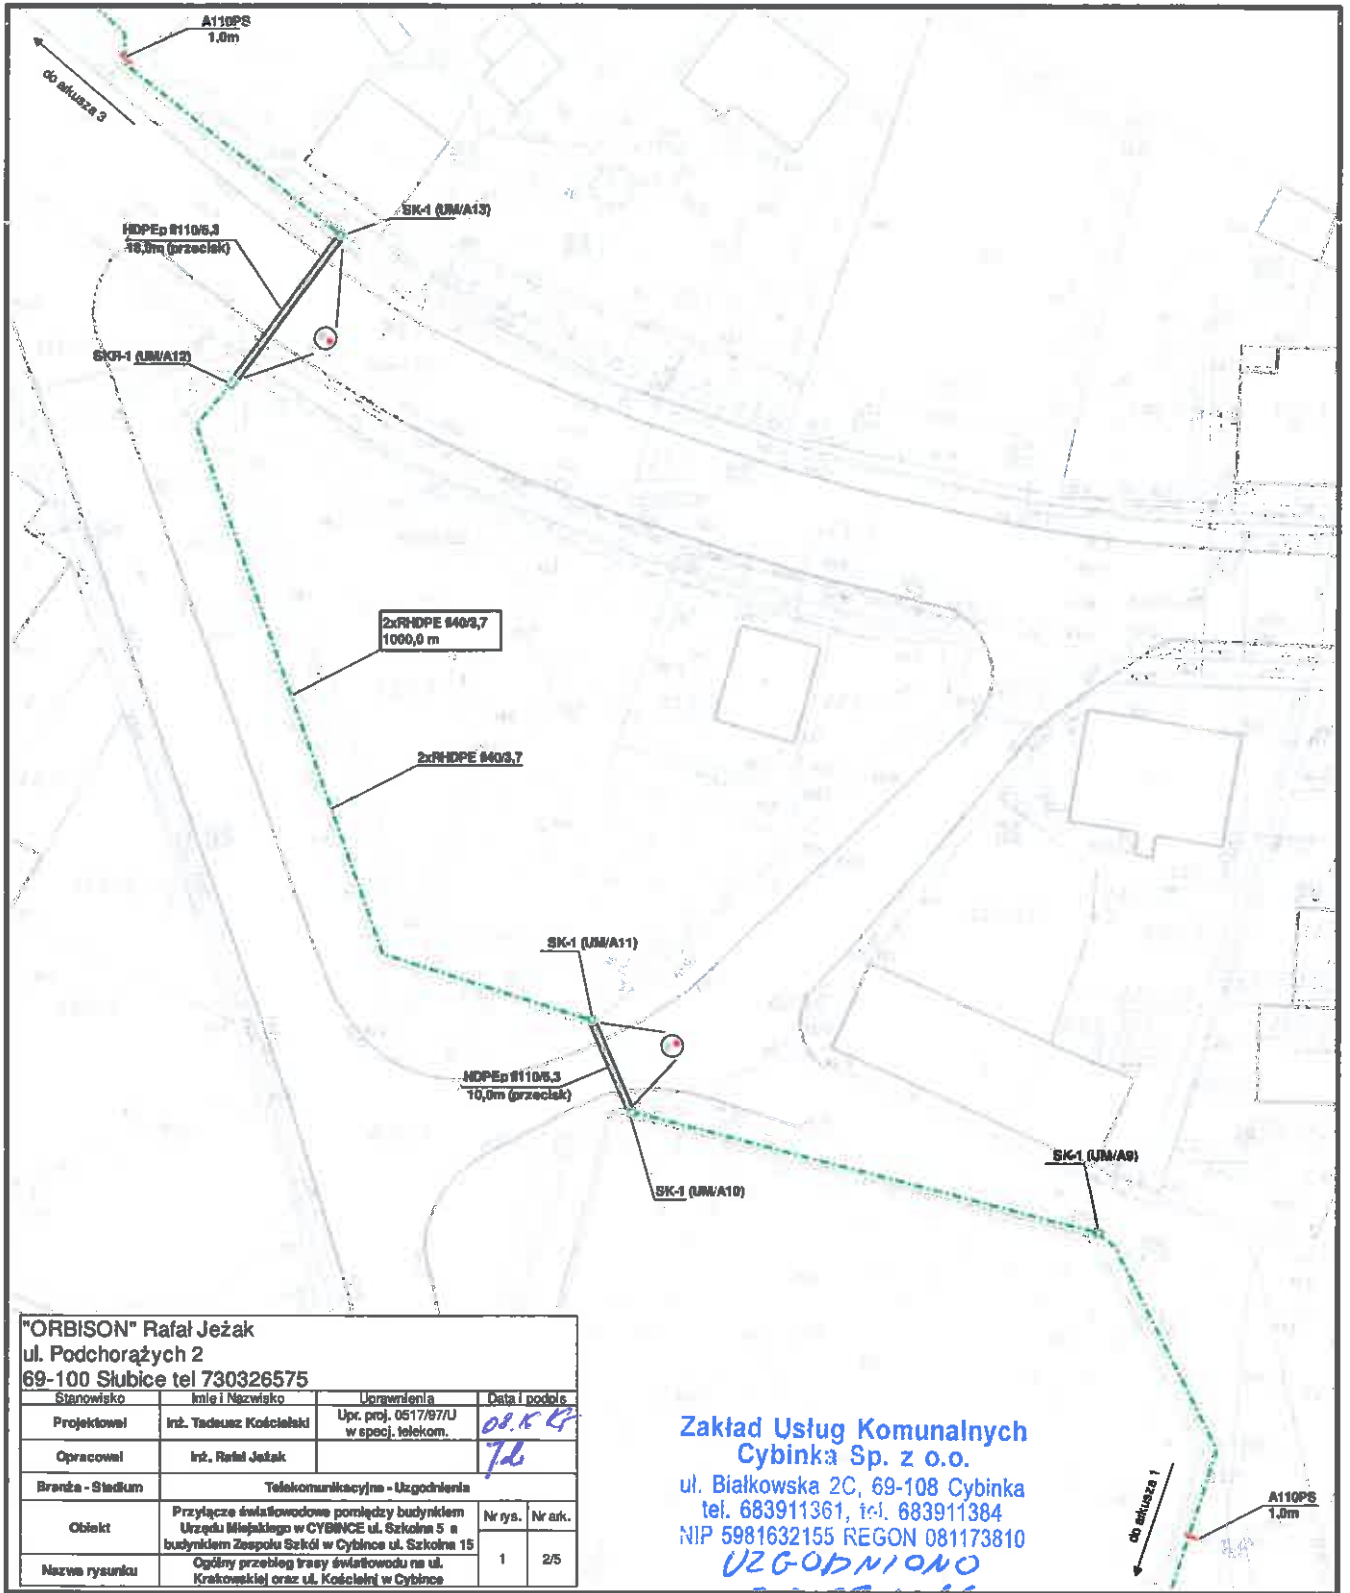 A110PS
1,0m
do arkusza 3
SK-1 (UM/A13)
HDPEp fi110/6,3
18,0m (przecisk)
SKR-1 (UM/A12)
2xRHDPE fi40/3,7
1000,0 m
2xRHDPE fi40/3,7
SK-1 (UM/A11)
HDPEp fi110/6,3
10,0m (przecisk)
SK-1 (UM/A10)
SK-1 (UM/A9)
do arkusza 1
A110PS
1,0m
"ORBISON" Rafał Jeżak
ul. Podchorążych 2
69-100 Słubice tel 730326575
Stanowisko Imię i Nazwisko Uprawnienia Data i podpis
Projektował inż. Tadeusz Kościelski Upr. proj. 0517/97/U
w specj. telekom.
Opracował inż. Rafał Jeżak
Branża - Stadium Telekomunikacyjna - Uzgodnienia
Obiekt Przyłącze światłowodowe pomiędzy budynkiem
Urzędu Miejskiego w CYBINCE ul. Szkolna 5 a
budynkiem Zespołu Szkół w Cybince ul. Szkolna 15
Nr rys. Nr ark.
1 2/5
Nazwa rysunku Ogólny przebieg trasy światłowodu na ul.
Krakowskiej oraz ul. Kościelnj w Cybince
Zakład Usług Komunalnych
Cybinka Sp. z o.o.
ul. Białkowska 2C, 69-108 Cybinka
tel. 683911361, tel. 683911384
NIP 5981632155 REGON 081173810
UZGODNIONO